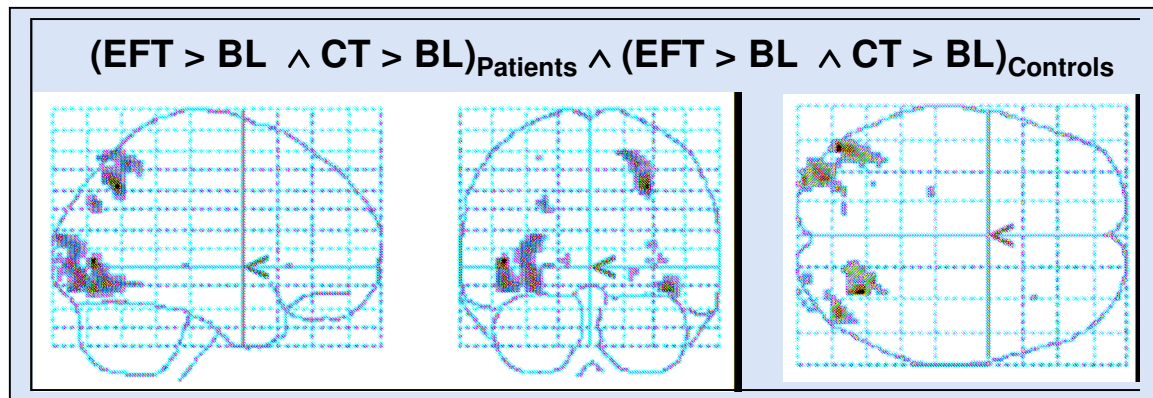 (EFT > BL ∧ CT > BL)Patients ∧ (EFT > BL ∧ CT > BL)Controls